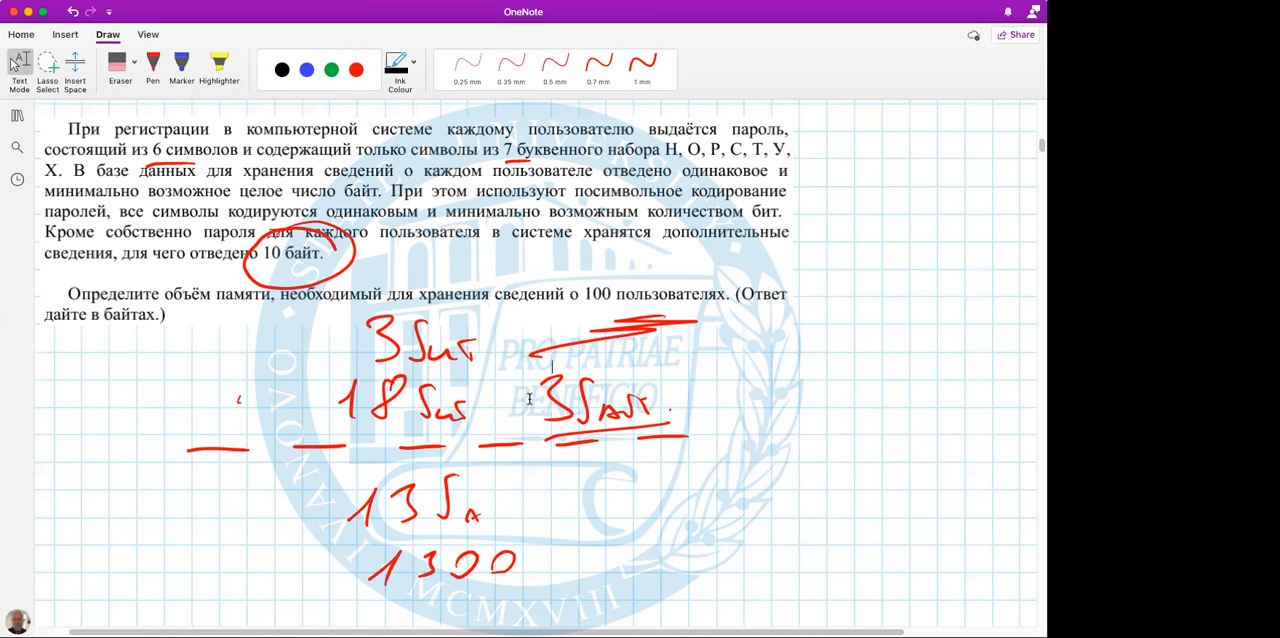 OneNote
Home Insert Draw View
Share
Text Mode
Lasso Select
Insert Space
Eraser
Pen
Marker
Highlighter
Ink Colour
0.25 mm 0.35 mm 0.5 mm 0.7 mm 1 mm
При регистрации в компьютерной системе каждому пользователю выдаётся пароль,
состоящий из 6 символов и содержащий только символы из 7 буквенного набора Н, О, Р, С, Т, У,
Х. В базе данных для хранения сведений о каждом пользователе отведено одинаковое и
минимально возможное целое число байт. При этом используют посимвольное кодирование
паролей, все символы кодируются одинаковым и минимально возможным количеством бит.
Кроме собственно пароля для каждого пользователя в системе хранятся дополнительные
сведения, для чего отведено 10 байт.
Определите объём памяти, необходимый для хранения сведений о 100 пользователях. (Ответ
дайте в байтах.)
3 бит
18 бит 3 байт.
13 б
1300
PRO PATRIAE
BENEFICIO
MCMXVIII